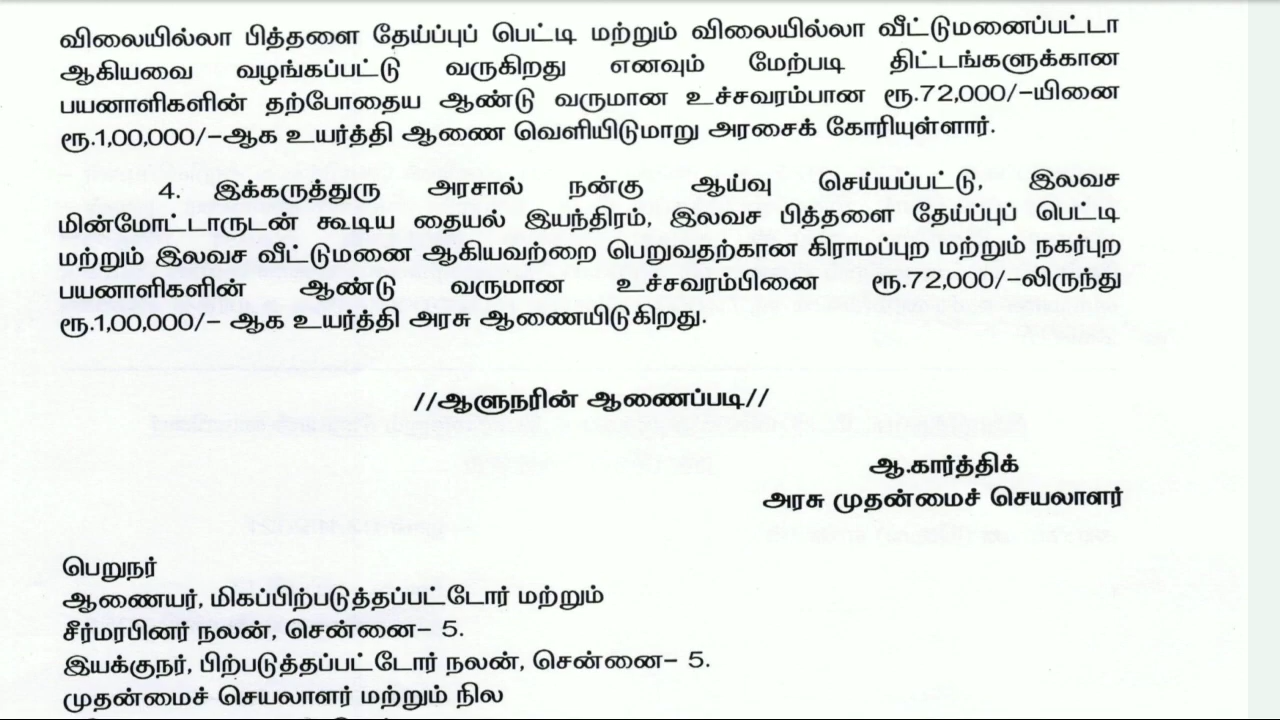 விலையில்லா பித்தளை தேய்ப்புப் பெட்டி மற்றும் விலையில்லா வீட்டுமனைப்பட்டா
ஆகியவை வழங்கப்பட்டு வருகிறது எனவும் மேற்படி திட்டங்களுக்கான
பயனாளிகளின் தற்போதைய ஆண்டு வருமான உச்சவரம்பான ரூ.72,000/-யினை
ரூ.1,00,000/-ஆக உயர்த்தி ஆணை வெளியிடுமாறு அரசைக் கோரியுள்ளார்.
4. இக்கருத்துரு அரசால் நன்கு ஆய்வு செய்யப்பட்டு, இலவச
மின்மோட்டாருடன் கூடிய தையல் இயந்திரம், இலவச பித்தளை தேய்ப்புப் பெட்டி
மற்றும் இலவச வீட்டுமனை ஆகியவற்றை பெறுவதற்கான கிராமப்புற மற்றும் நகர்புற
பயனாளிகளின் ஆண்டு வருமான உச்சவரம்பினை ரூ.72,000/-லிருந்து
ரூ.1,00,000/- ஆக உயர்த்தி அரசு ஆணையிடுகிறது.
//ஆளுநரின் ஆணைப்படி//
ஆ.கார்த்திக்
அரசு முதன்மைச் செயலாளர்
பெறுநர்
ஆணையர், மிகப்பிற்படுத்தப்பட்டோர் மற்றும்
சீர்மரபினர் நலன், சென்னை- 5.
இயக்குநர், பிற்படுத்தப்பட்டோர் நலன், சென்னை- 5.
முதன்மைச் செயலாளர் மற்றும் நில